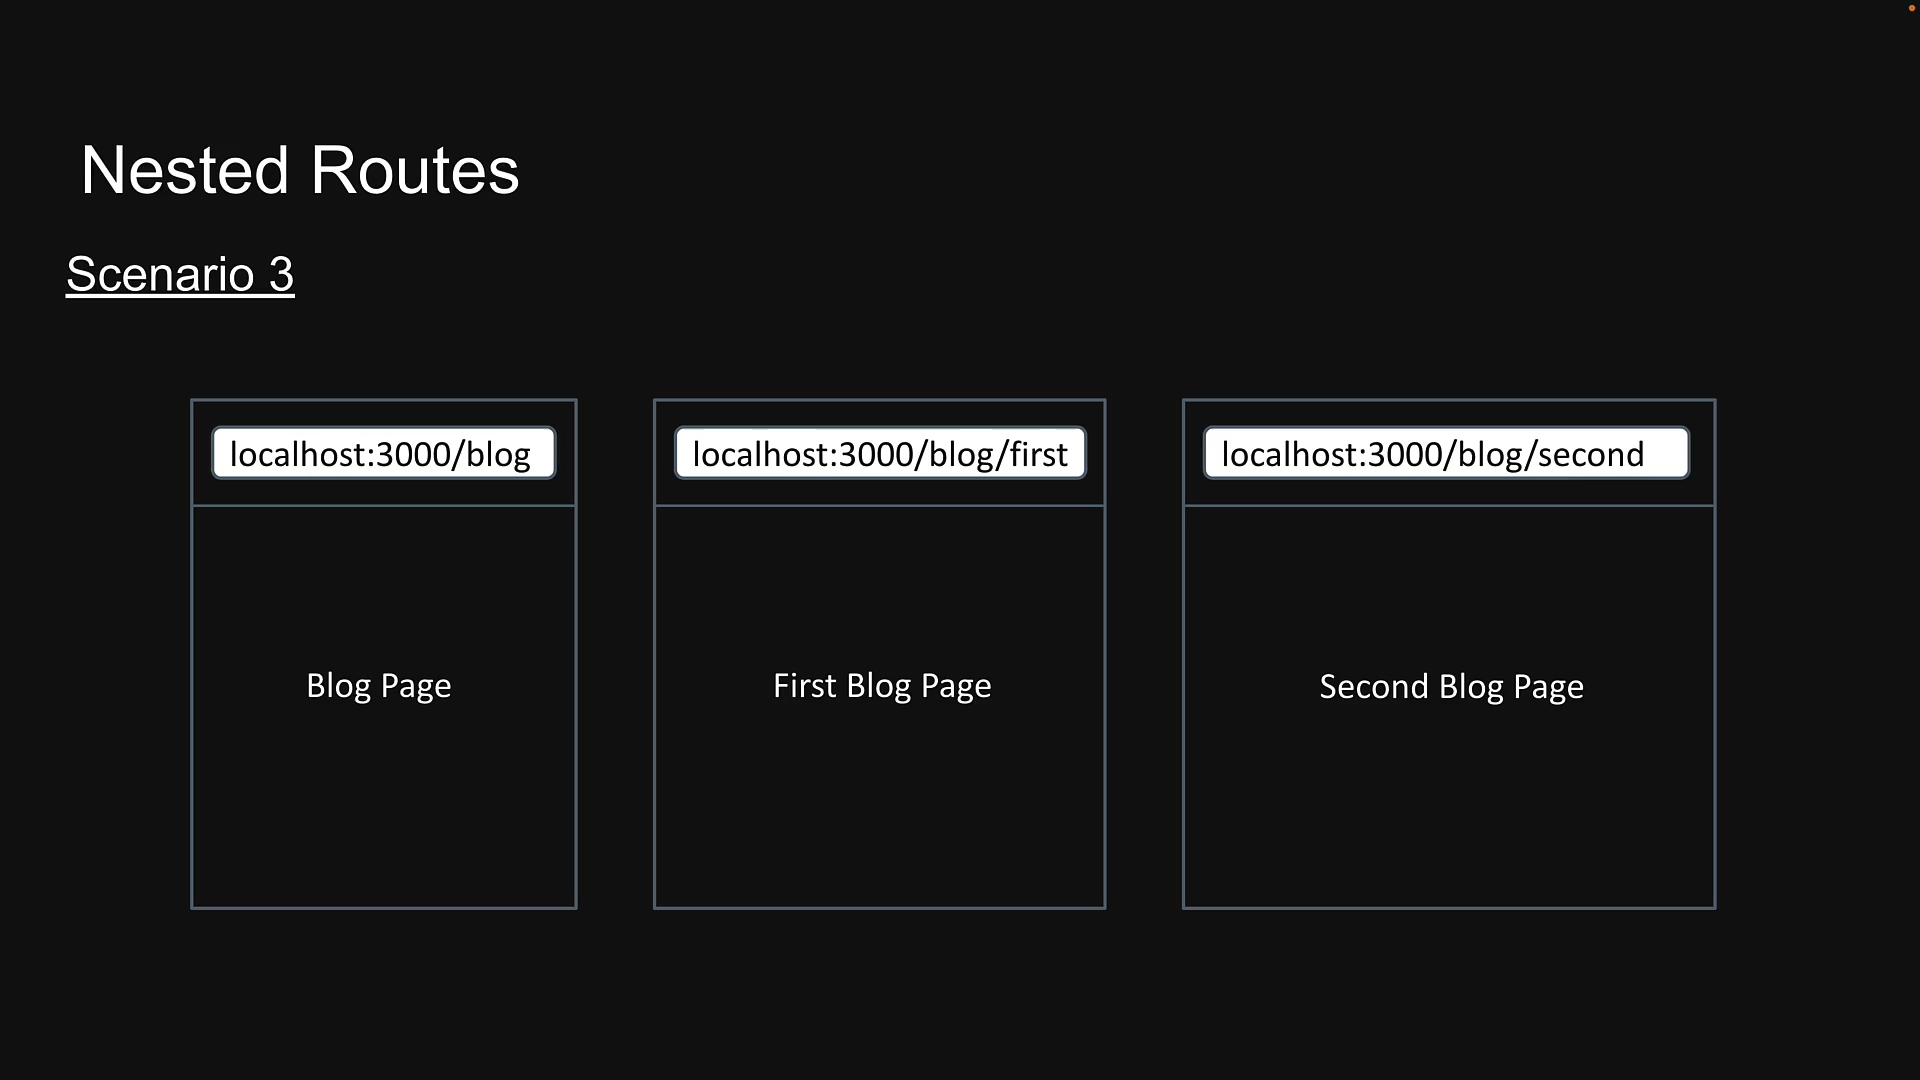 Nested Routes
Scenario 3
localhost:3000/blog
localhost:3000/blog/first
localhost:3000/blog/second
Blog Page
First Blog Page
Second Blog Page